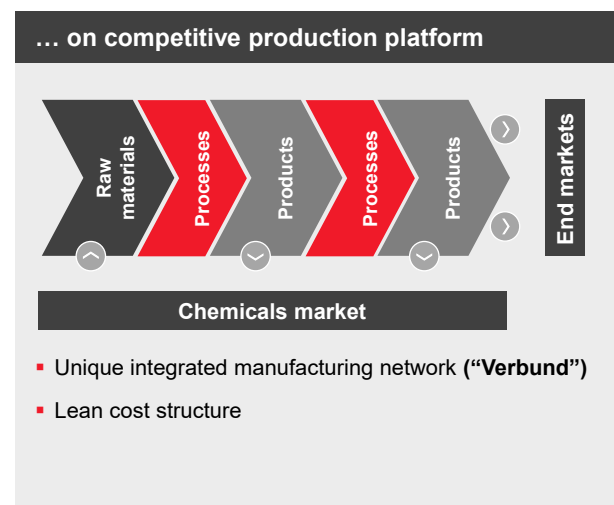 … on competitive production platform
Raw
materials
Processes
Products
Processes
Products
End markets
Chemicals market
▪ Unique integrated manufacturing network (“Verbund”)
▪ Lean cost structure